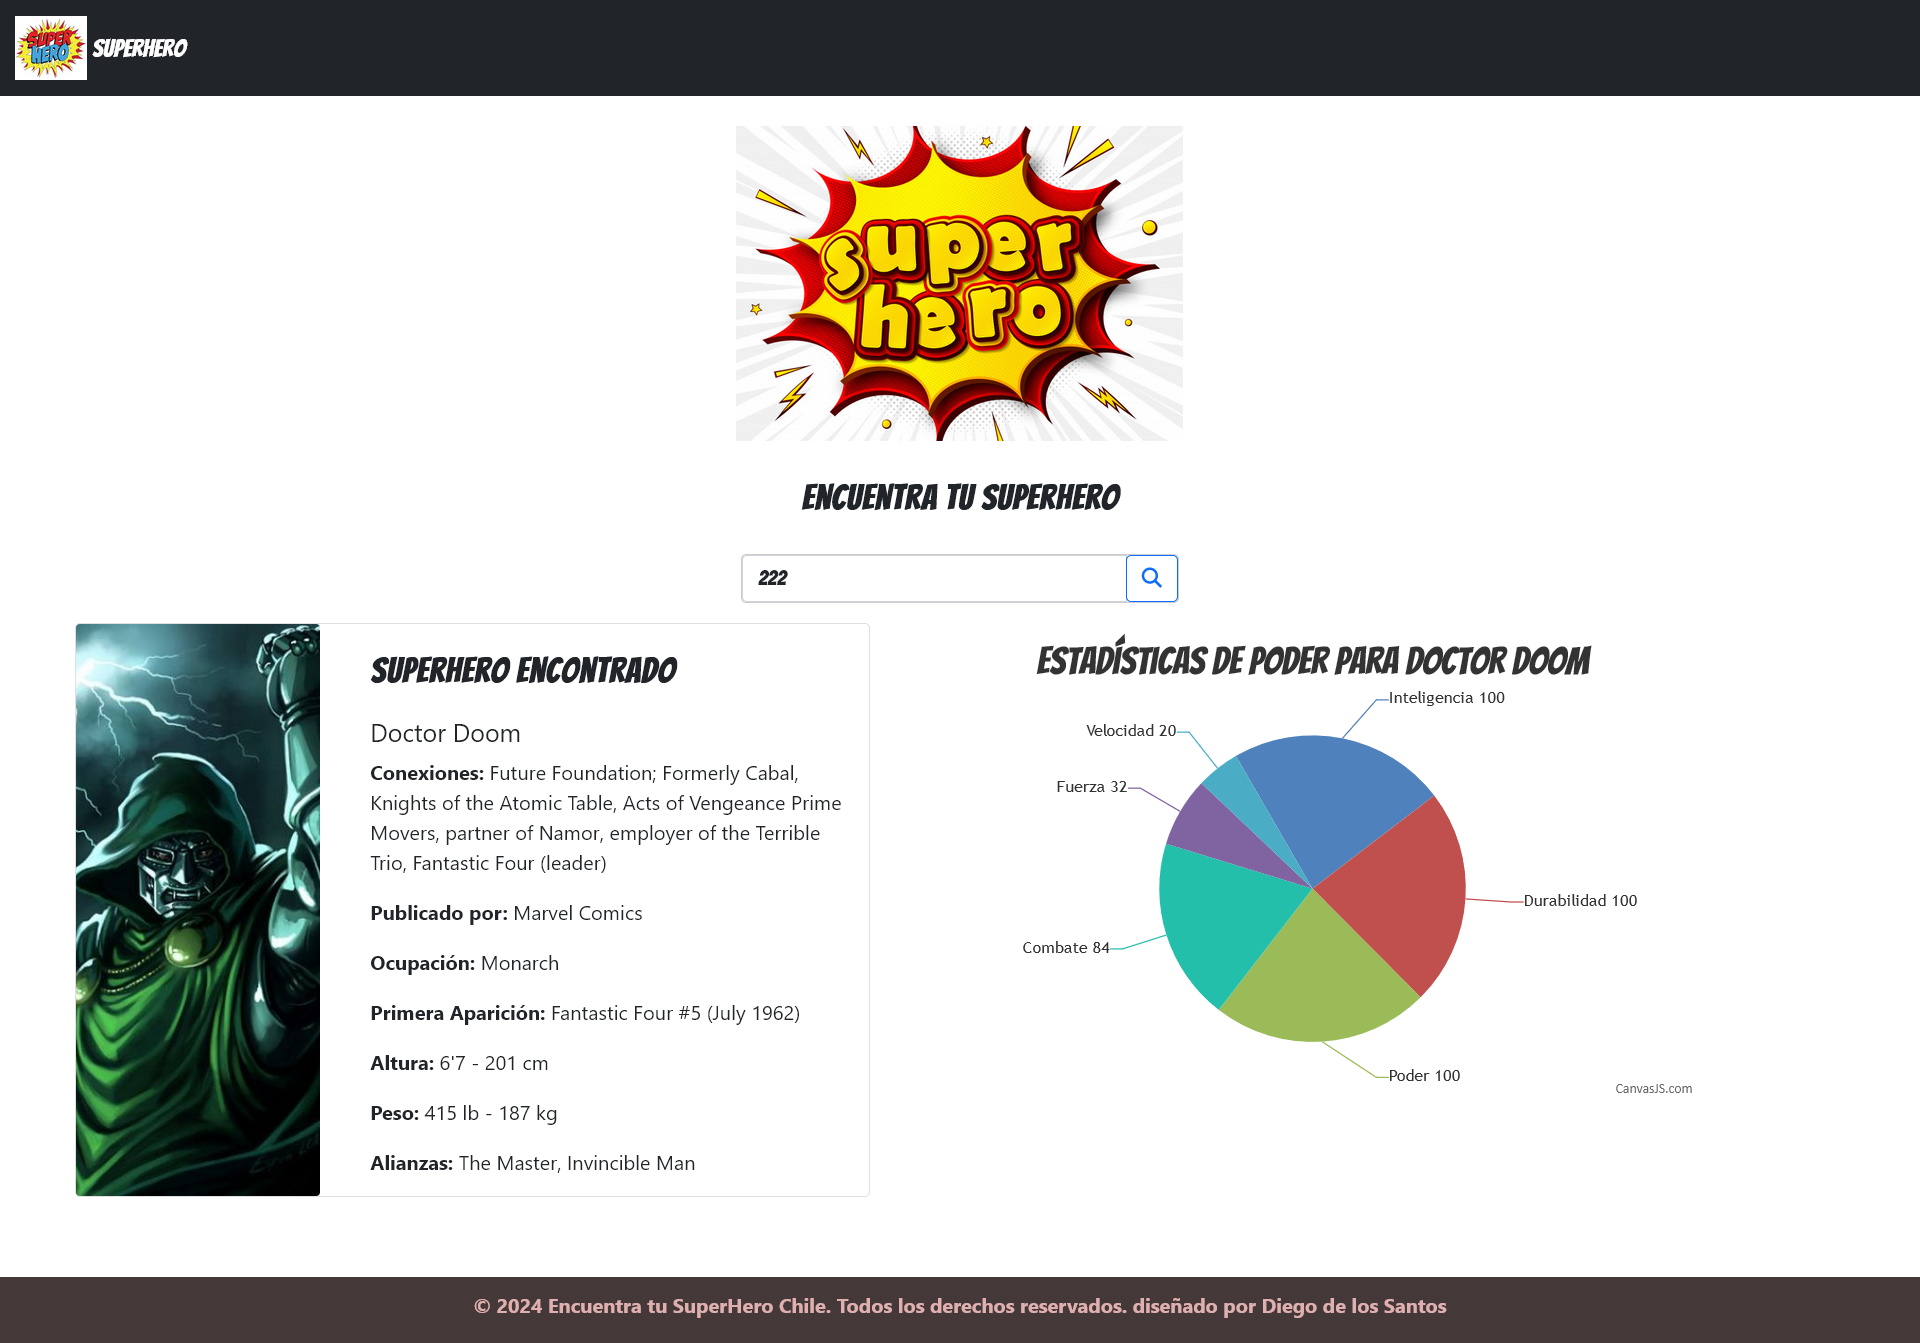 SUPER
HERO
SUPERHERO
super
hero
ENCUENTRA TU SUPERHERO
222
SUPERHERO ENCONTRADO
Doctor Doom
Conexiones: Future Foundation; Formerly Cabal,
Knights of the Atomic Table, Acts of Vengeance Prime
Movers, partner of Namor, employer of the Terrible
Trio, Fantastic Four (leader)
Publicado por: Marvel Comics
Ocupación: Monarch
Primera Aparición: Fantastic Four #5 (July 1962)
Altura: 6'7 - 201 cm
Peso: 415 lb - 187 kg
Alianzas: The Master, Invincible Man
ESTADÍSTICAS DE PODER PARA DOCTOR DOOM
Inteligencia 100
Velocidad 20
Fuerza 32
Durabilidad 100
Combate 84
Poder 100
CanvasJS.com
© 2024 Encuentra tu SuperHero Chile. Todos los derechos reservados. diseñado por Diego de los Santos